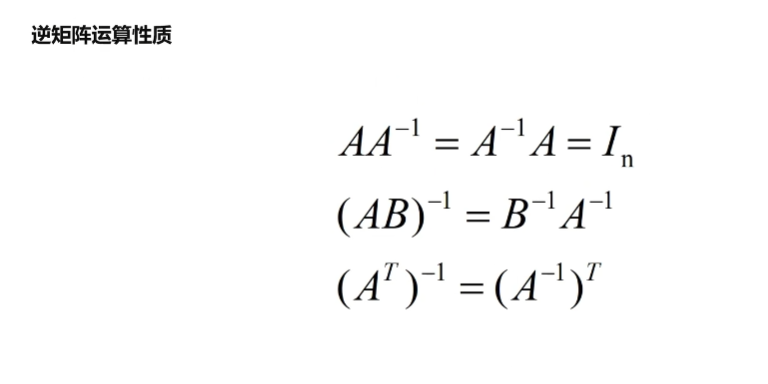 逆矩阵运算性质
AA⁻¹ = A⁻¹A = Iₙ
(AB)⁻¹ = B⁻¹A⁻¹
(Aᵀ)⁻¹ = (A⁻¹)ᵀ